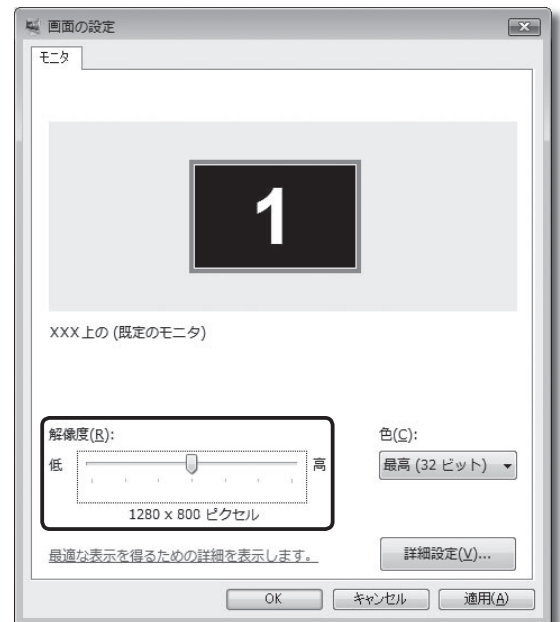 画面の設定
モニタ
1
XXX上の (既定のモニタ)
解像度(R):
色(C):
低
高
最高 (32 ビット)
1280 x 800 ピクセル
最適な表示を得るための詳細を表示します。
詳細設定(V)...
OK
キャンセル
適用(A)